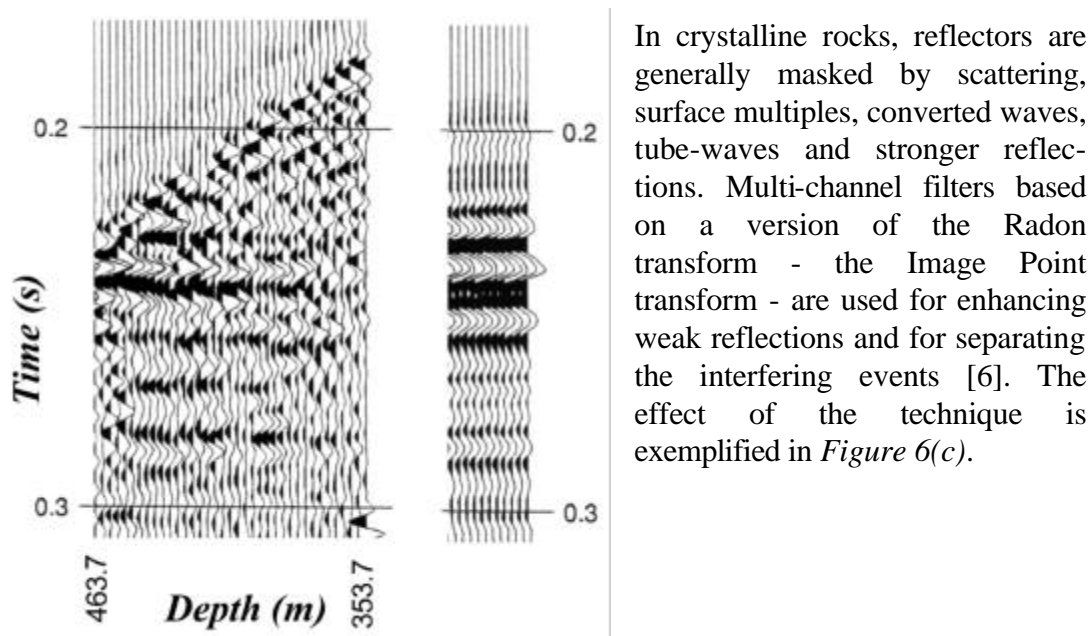 0.2
0.3
Time (s)
463.7
Depth (m)
353.7
0.2
0.3
In crystalline rocks, reflectors are
generally masked by scattering,
surface multiples, converted waves,
tube-waves and stronger reflec-
tions. Multi-channel filters based
on a version of the Radon
transform - the Image Point
transform - are used for enhancing
weak reflections and for separating
the interfering events [6]. The
effect of the technique is
exemplified in Figure 6(c).